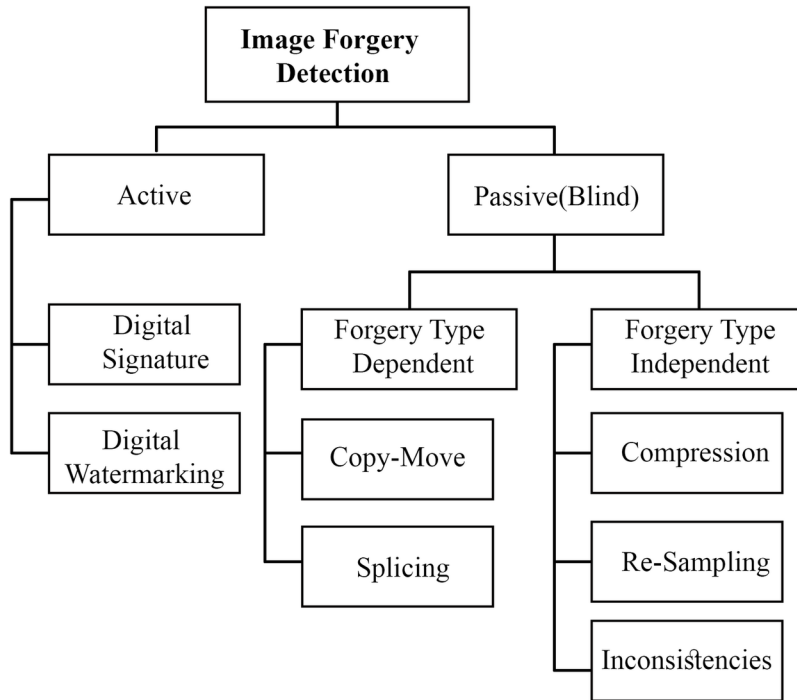 Image Forgery
Detection
Active
Passive(Blind)
Digital
Signature
Digital
Watermarking
Forgery Type
Dependent
Forgery Type
Independent
Copy-Move
Compression
Splicing
Re-Sampling
Inconsistencies